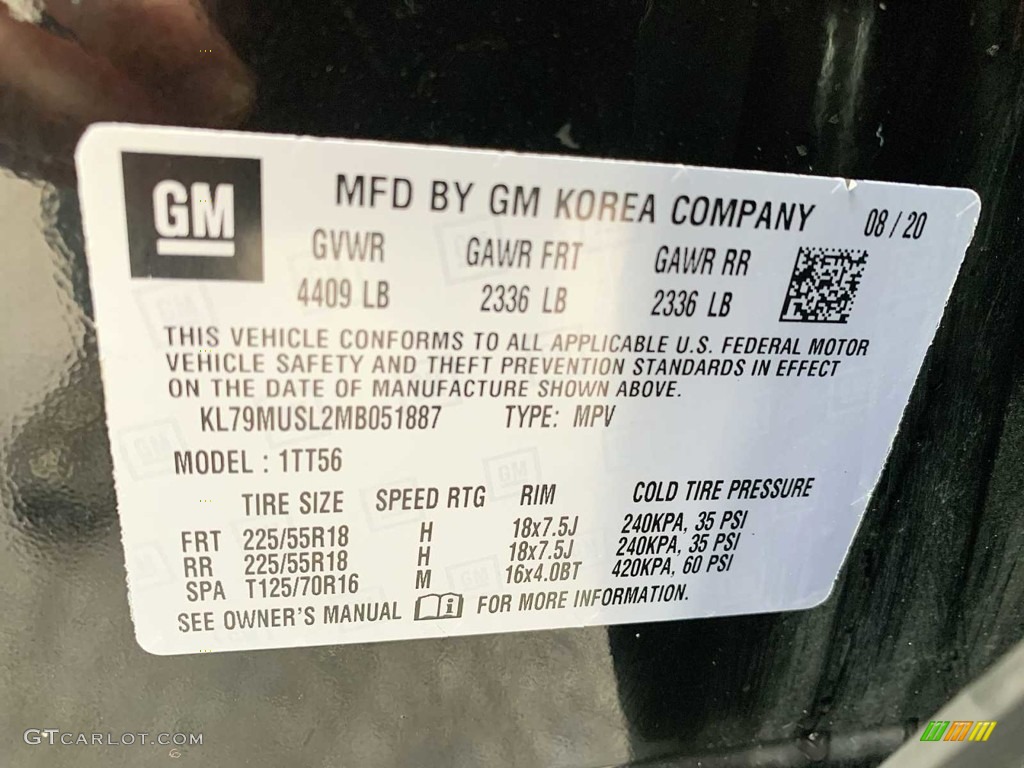 GM
MFD BY GM KOREA COMPANY 08/20
GVWR GAWR FRT GAWR RR
4409 LB 2336 LB 2336 LB
THIS VEHICLE CONFORMS TO ALL APPLICABLE U.S. FEDERAL MOTOR
VEHICLE SAFETY AND THEFT PREVENTION STANDARDS IN EFFECT
ON THE DATE OF MANUFACTURE SHOWN ABOVE.
KL79MUSL2MB051887 TYPE: MPV
MODEL : 1TT56
TIRE SIZE SPEED RTG RIM COLD TIRE PRESSURE
FRT 225/55R18 H 18x7.5J 240KPA, 35 PSI
RR 225/55R18 H 18x7.5J 240KPA, 35 PSI
SPA T125/70R16 M 16x4.0BT 420KPA, 60 PSI
SEE OWNER'S MANUAL FOR MORE INFORMATION.
GTCARLOT.COM